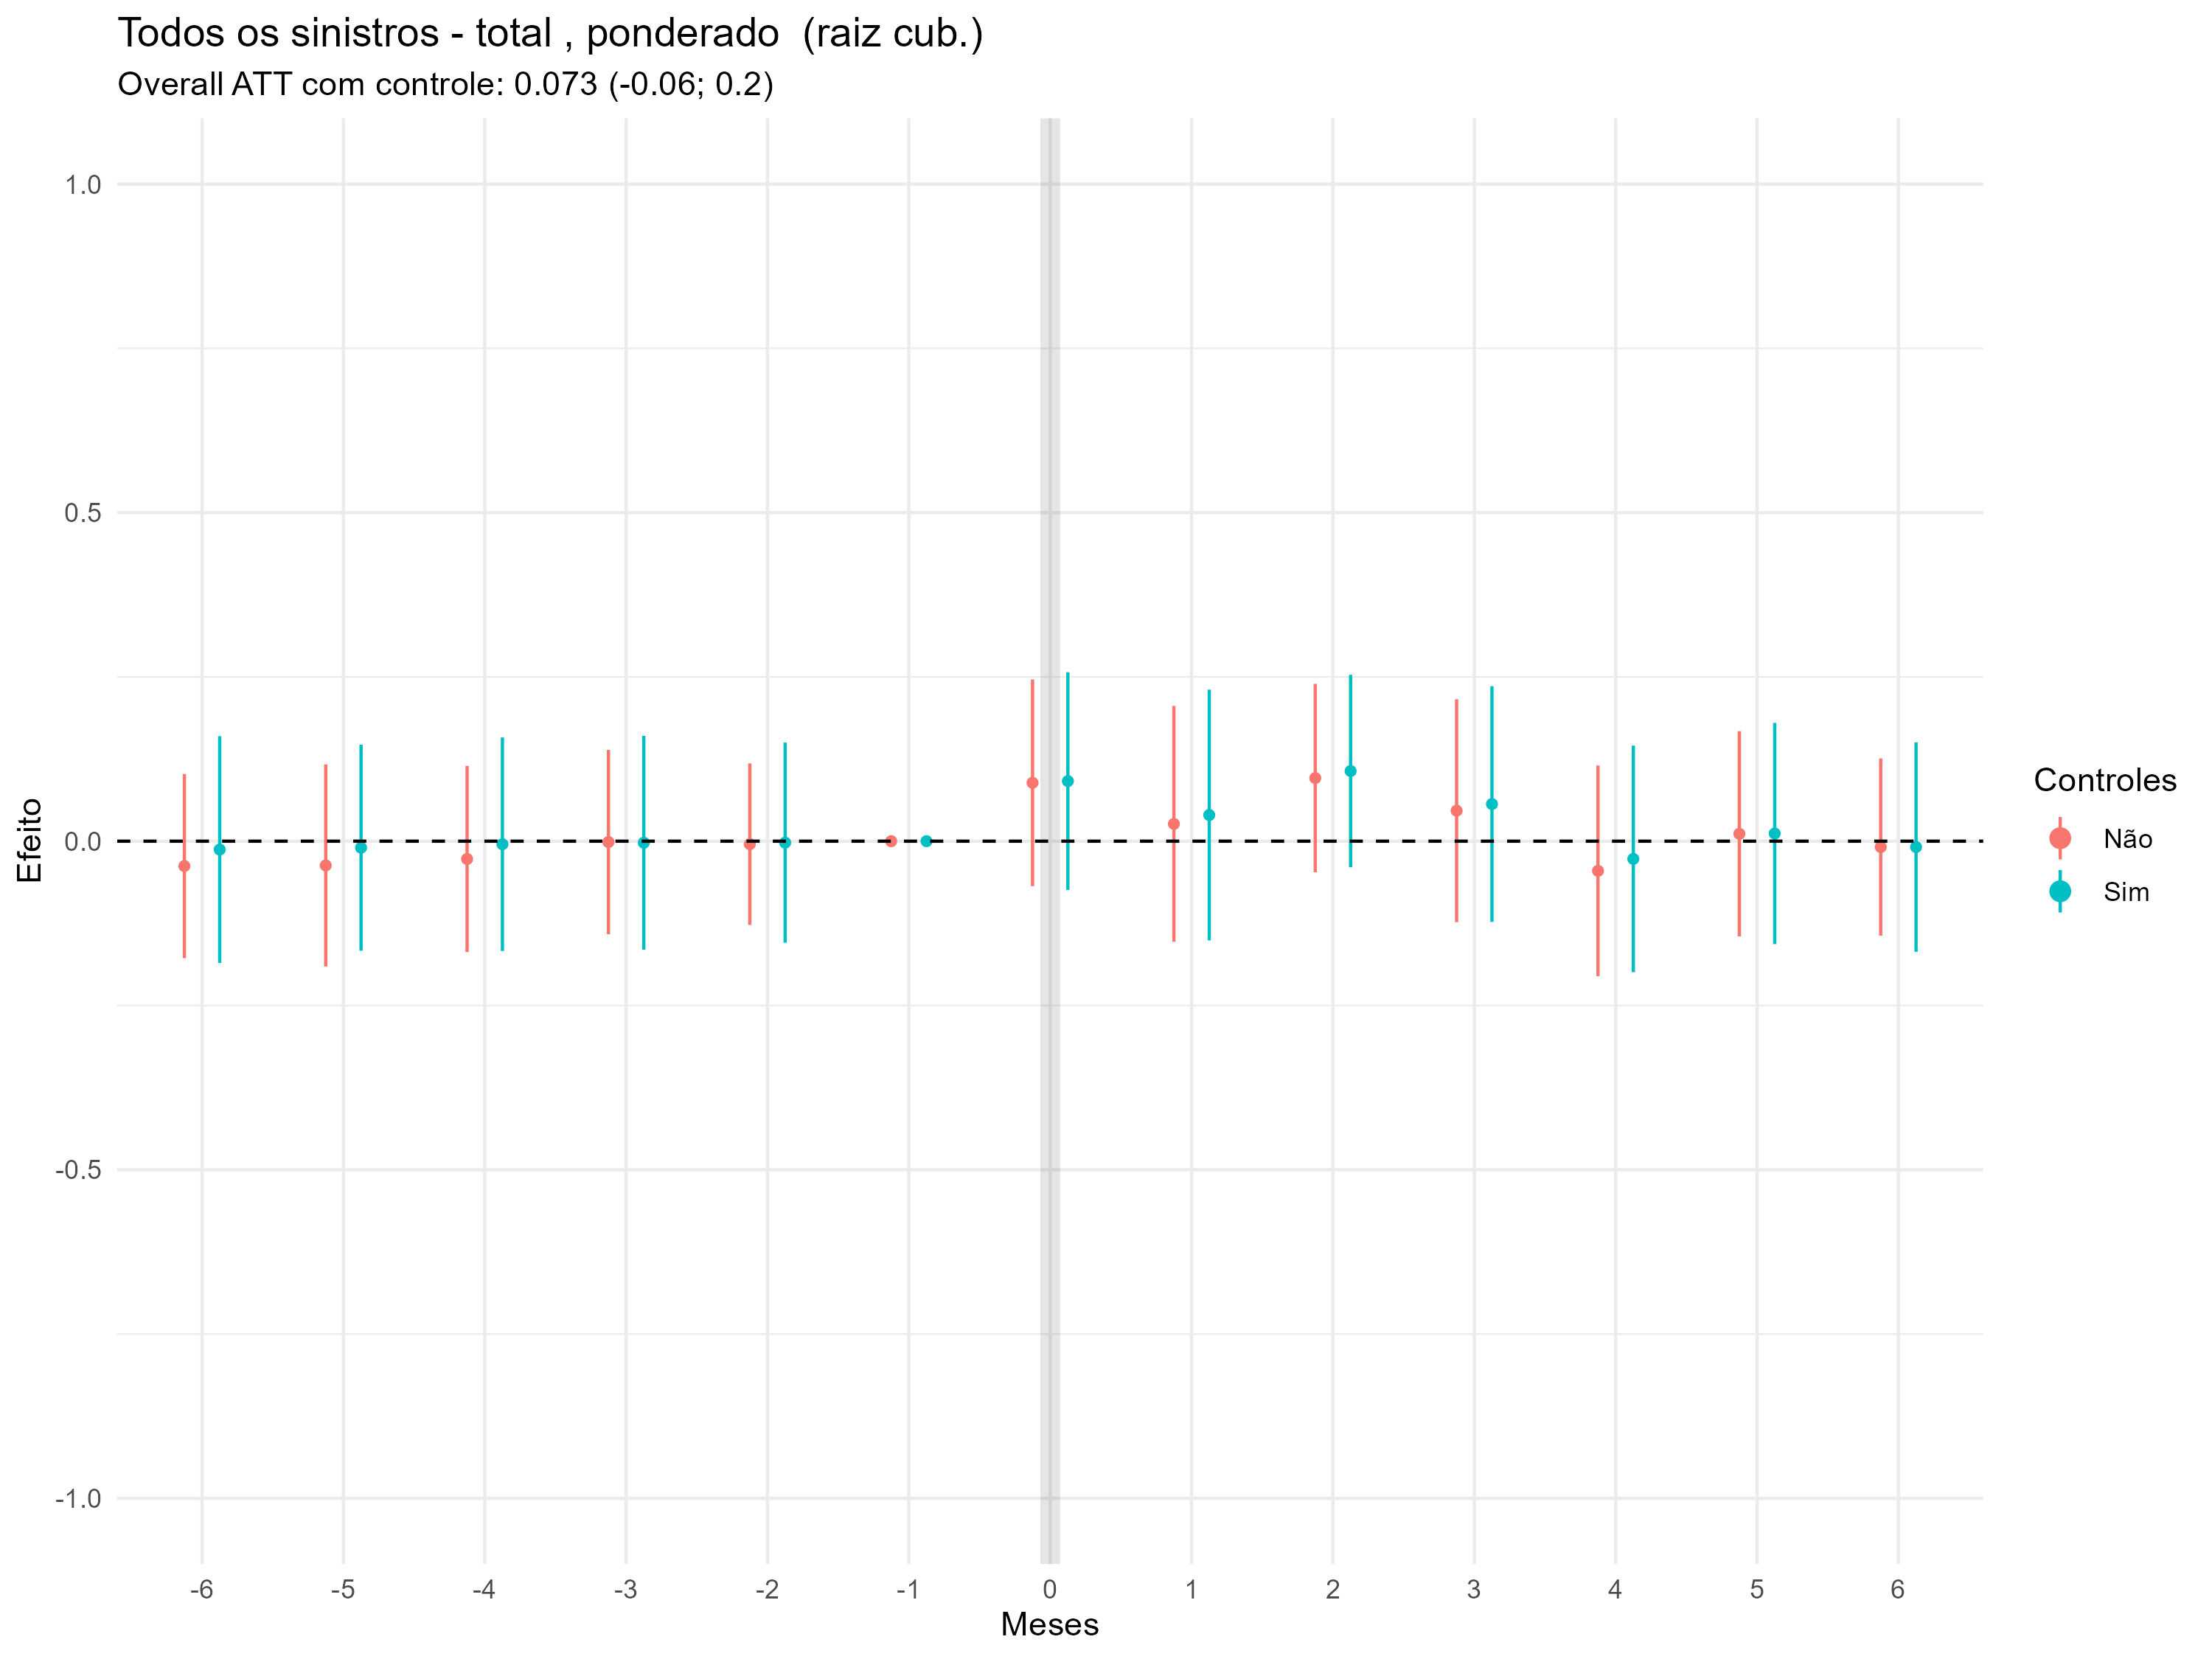 Todos os sinistros - total , ponderado  (raiz cub.)
Overall ATT com controle: 0.073 (-0.06; 0.2)
1.0
0.5
0.0
-0.5
-1.0
Efeito
-6 -5 -4 -3 -2 -1 0 1 2 3 4 5 6
Meses
Controles
Não
Sim